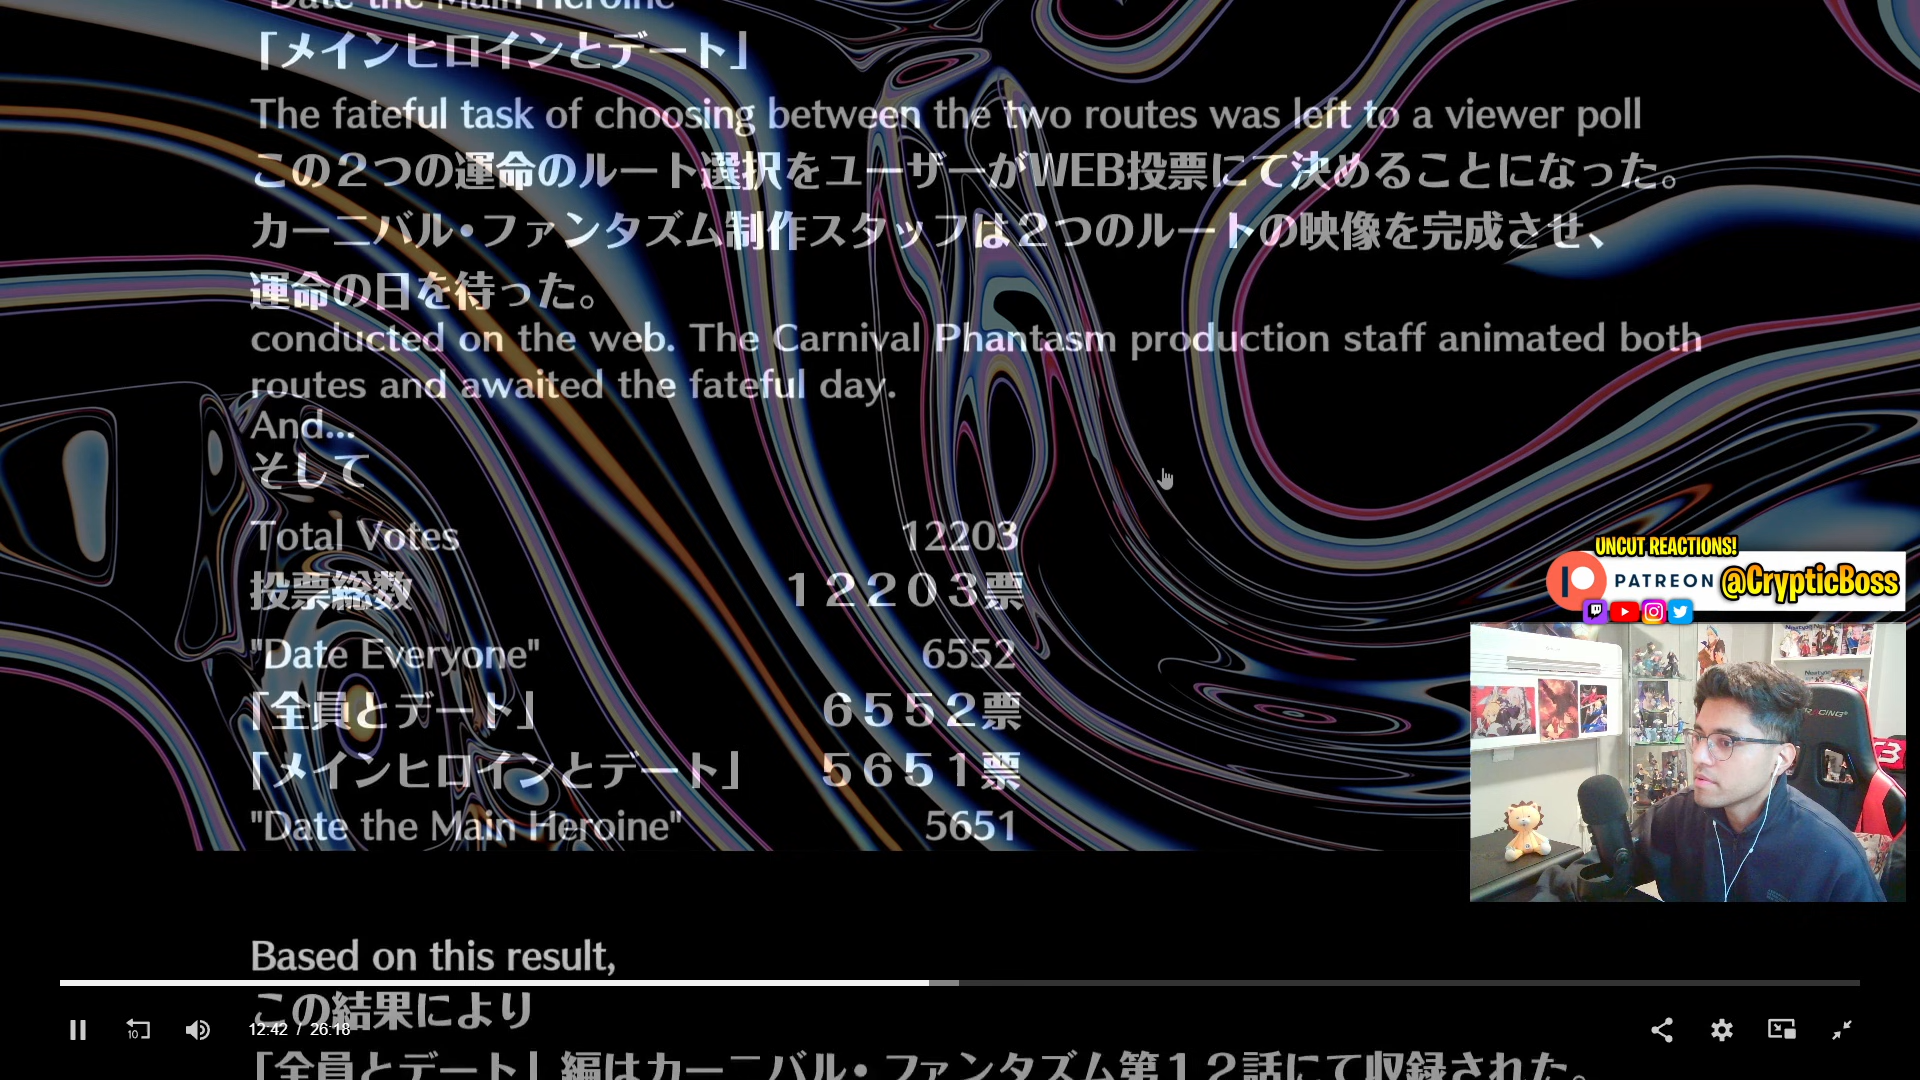 "Date the Main Heroine"
「メインヒロインとデート」
The fateful task of choosing between the two routes was left to a viewer poll
この２つの運命のルート選択をユーザーがWEB投票にて決めることになった。
カーニバル・ファンタズム制作スタッフは２つのルートの映像を完成させ、
運命の日を待った。
conducted on the web. The Carnival Phantasm production staff animated both
routes and awaited the fateful day.
And...
そして
Total Votes 12203
投票総数 １２２０３票
"Date Everyone" 6552
「全員とデート」 ６５５２票
「メインヒロインとデート」 ５６５１票
"Date the Main Heroine" 5651
Based on this result,
この結果により
「全員とデート」編はカーニバル・ファンタズム第１２話にて収録された。
10
12:42 / 26:18
UNCUT REACTIONS!
PATREON @CrypticBoss